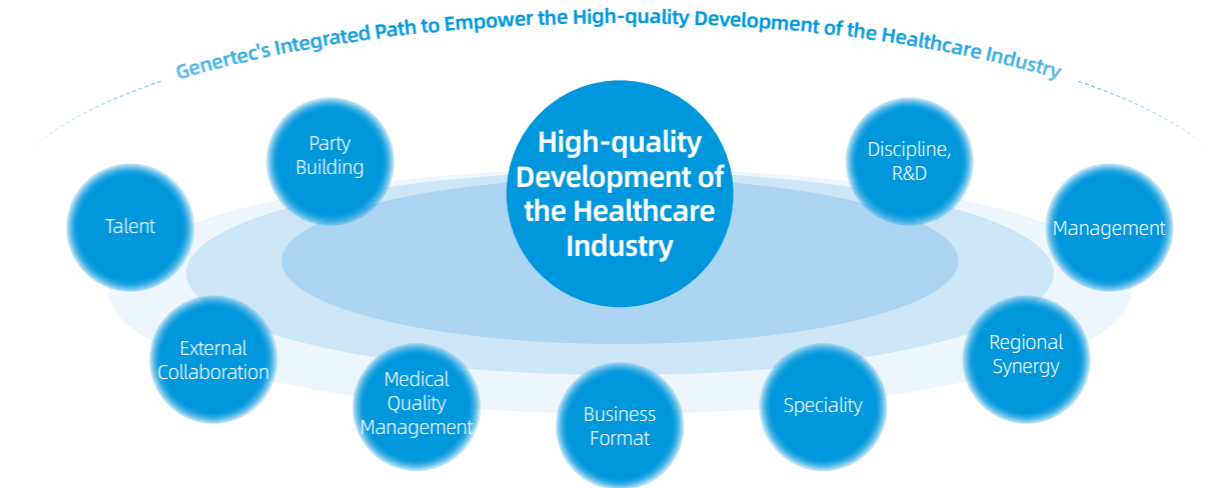 Genertec's Integrated Path to Empower the High-quality Development of the Healthcare Industry
High-quality
Development of
the Healthcare
Industry
Party
Building
Discipline,
R&D
Talent
Management
External
Collaboration
Regional
Synergy
Medical
Quality
Management
Business
Format
Speciality